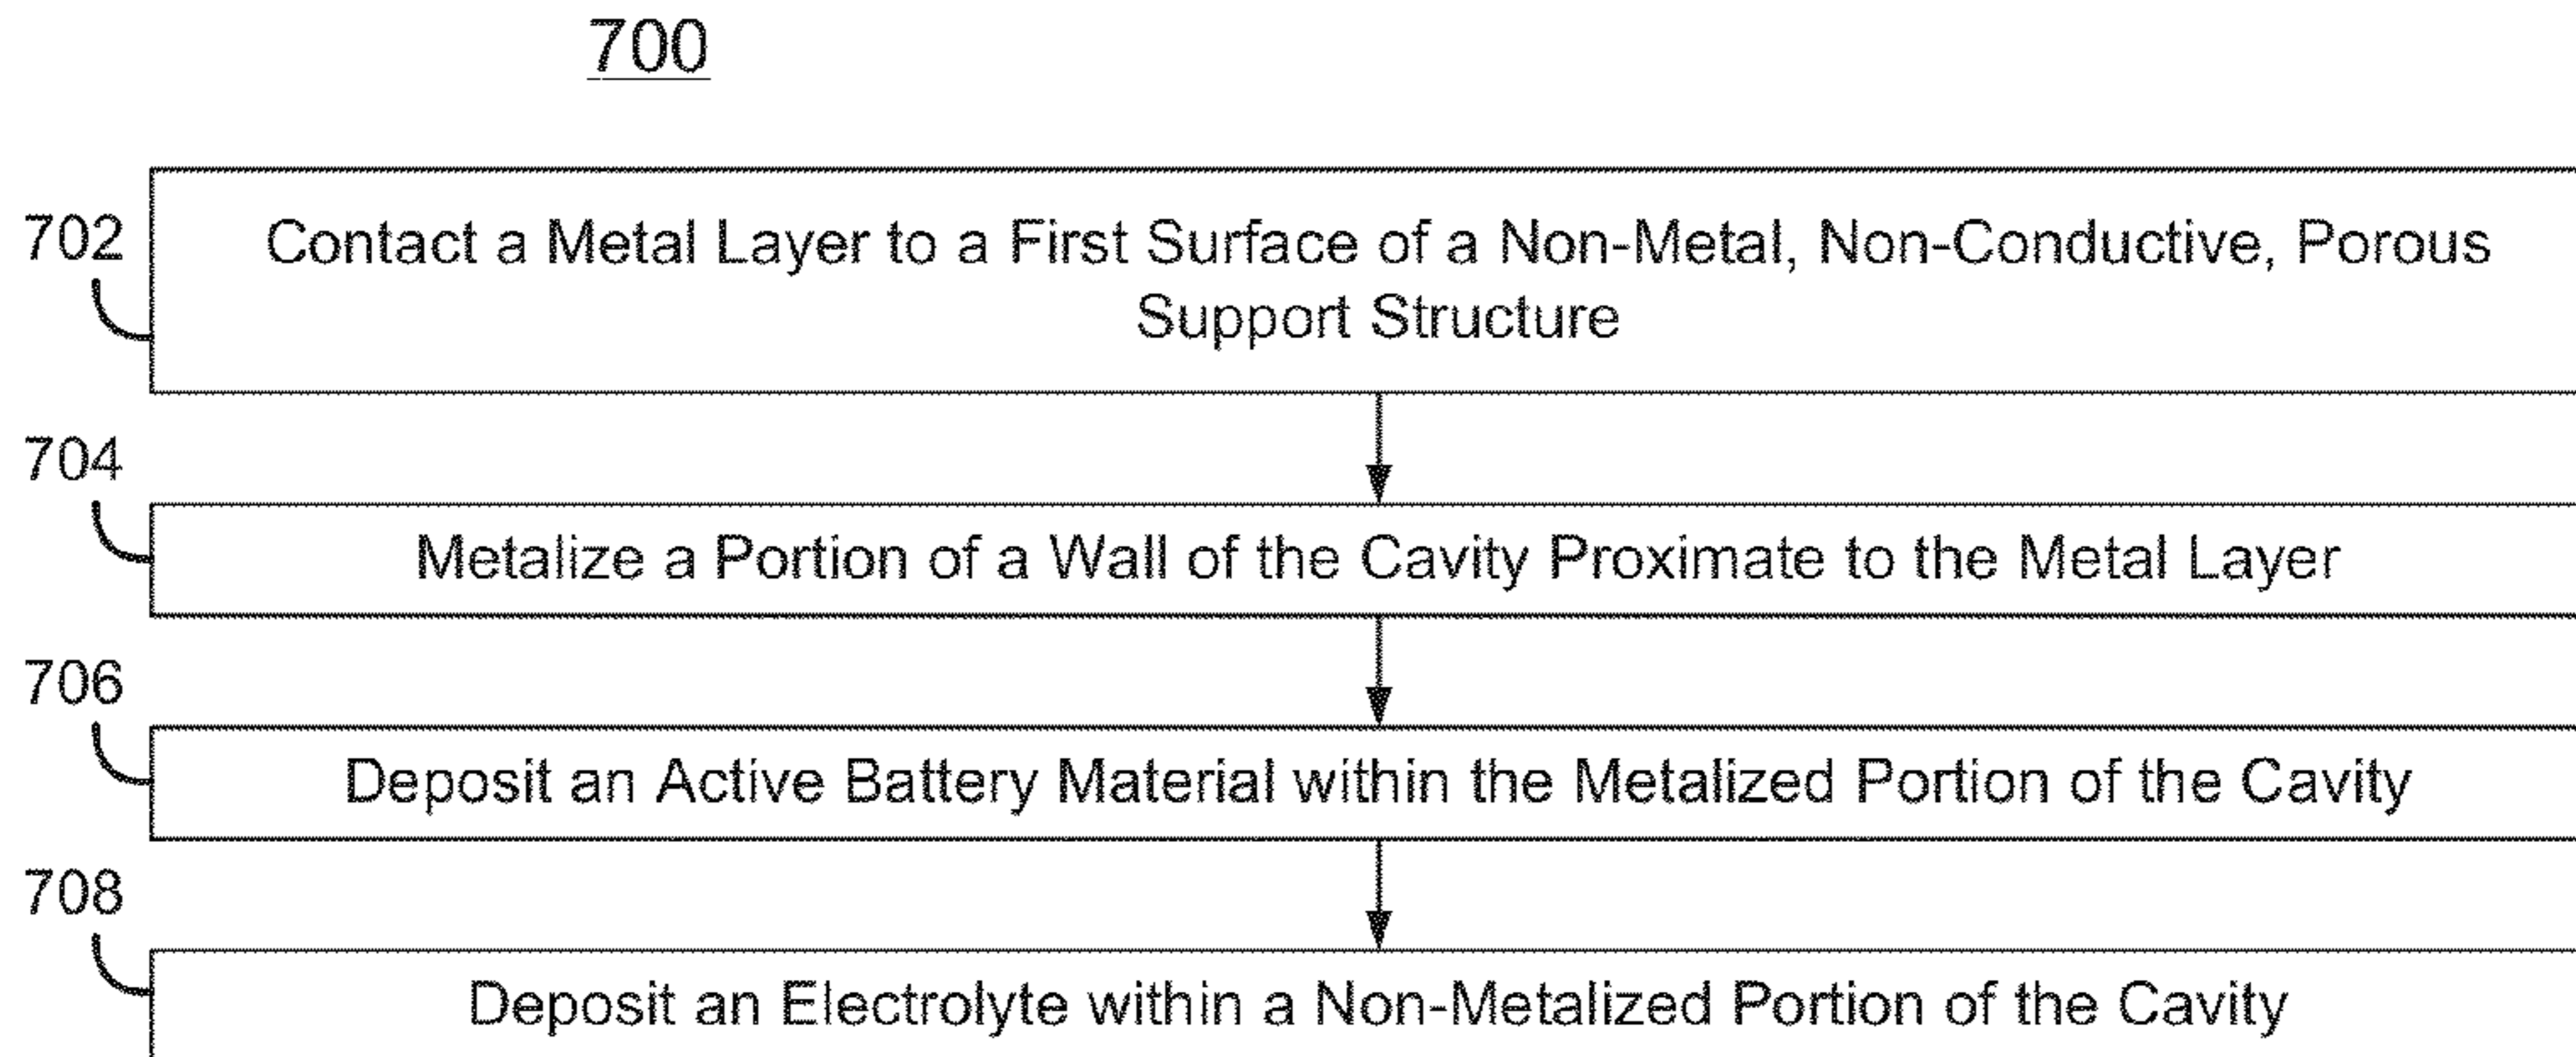 700
702
Contact a Metal Layer to a First Surface of a Non-Metal, Non-Conductive, Porous
Support Structure
704
Metalize a Portion of a Wall of the Cavity Proximate to the Metal Layer
706
Deposit an Active Battery Material within the Metalized Portion of the Cavity
708
Deposit an Electrolyte within a Non-Metalized Portion of the Cavity